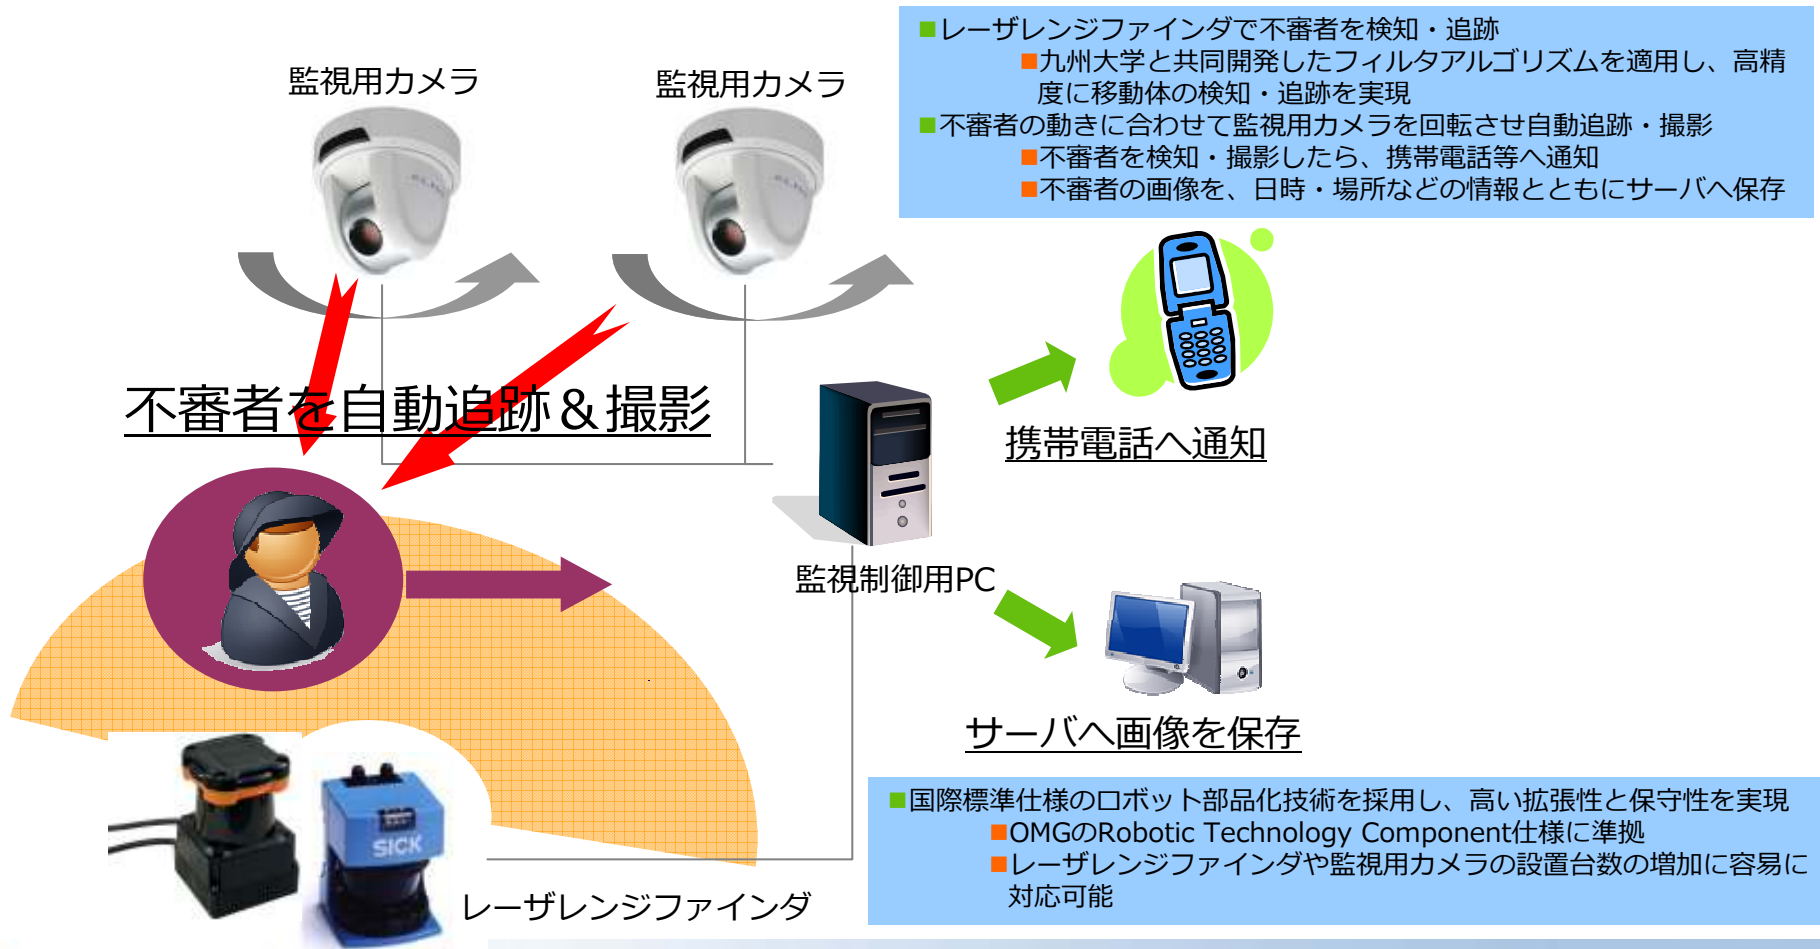 ■レーザレンジファインダで不審者を検知・追跡
■九州大学と共同開発したフィルタアルゴリズムを適用し、高精
度に移動体の検知・追跡を実現
■不審者の動きに合わせて監視用カメラを回転させ自動追跡・撮影
■不審者を検知・撮影したら、携帯電話等へ通知
■不審者の画像を、日時・場所などの情報とともにサーバへ保存
監視用カメラ
監視用カメラ
不審者を自動追跡＆撮影
携帯電話へ通知
監視制御用PC
サーバへ画像を保存
SICK
レーザレンジファインダ
■国際標準仕様のロボット部品化技術を採用し、高い拡張性と保守性を実現
■OMGのRobotic Technology Component仕様に準拠
■レーザレンジファインダや監視用カメラの設置台数の増加に容易に
対応可能